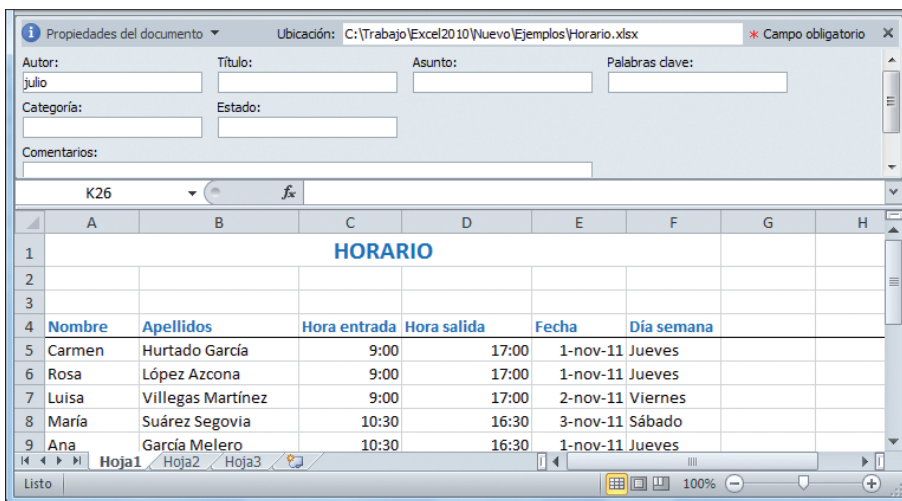 Propiedades del documento Ubicación: C:\Trabajo\Excel2010\Nuevo\Ejemplos\Horario.xlsx * Campo obligatorio
Autor: Título: Asunto: Palabras clave:
julio
Categoría: Estado:
Comentarios:
K26 fx
A B C D E F G H
1 HORARIO
2
3
4 Nombre Apellidos Hora entrada Hora salida Fecha Día semana
5 Carmen Hurtado García 9:00 17:00 1-nov-11 Jueves
6 Rosa López Azcona 9:00 17:00 1-nov-11 Jueves
7 Luisa Villegas Martínez 9:00 17:00 2-nov-11 Viernes
8 María Suárez Segovia 10:30 16:30 3-nov-11 Sábado
9 Ana García Melero 10:30 16:30 1-nov-11 Jueves
Hoja1 Hoja2 Hoja3
Listo 100%